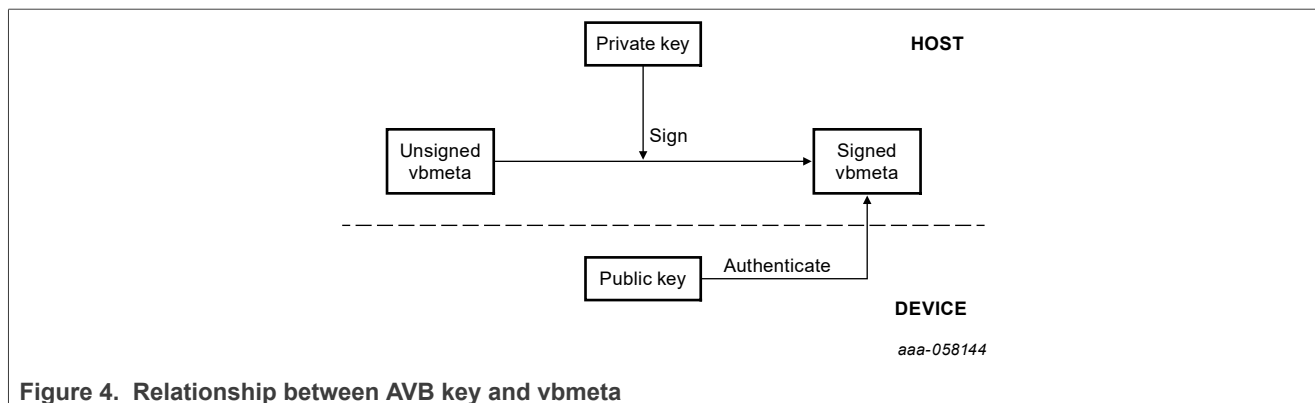 Private key
HOST
Sign
Unsigned
vbmeta
Signed
vbmeta
Public key
Authenticate
DEVICE
aaa-058144
Figure 4. Relationship between AVB key and vbmeta